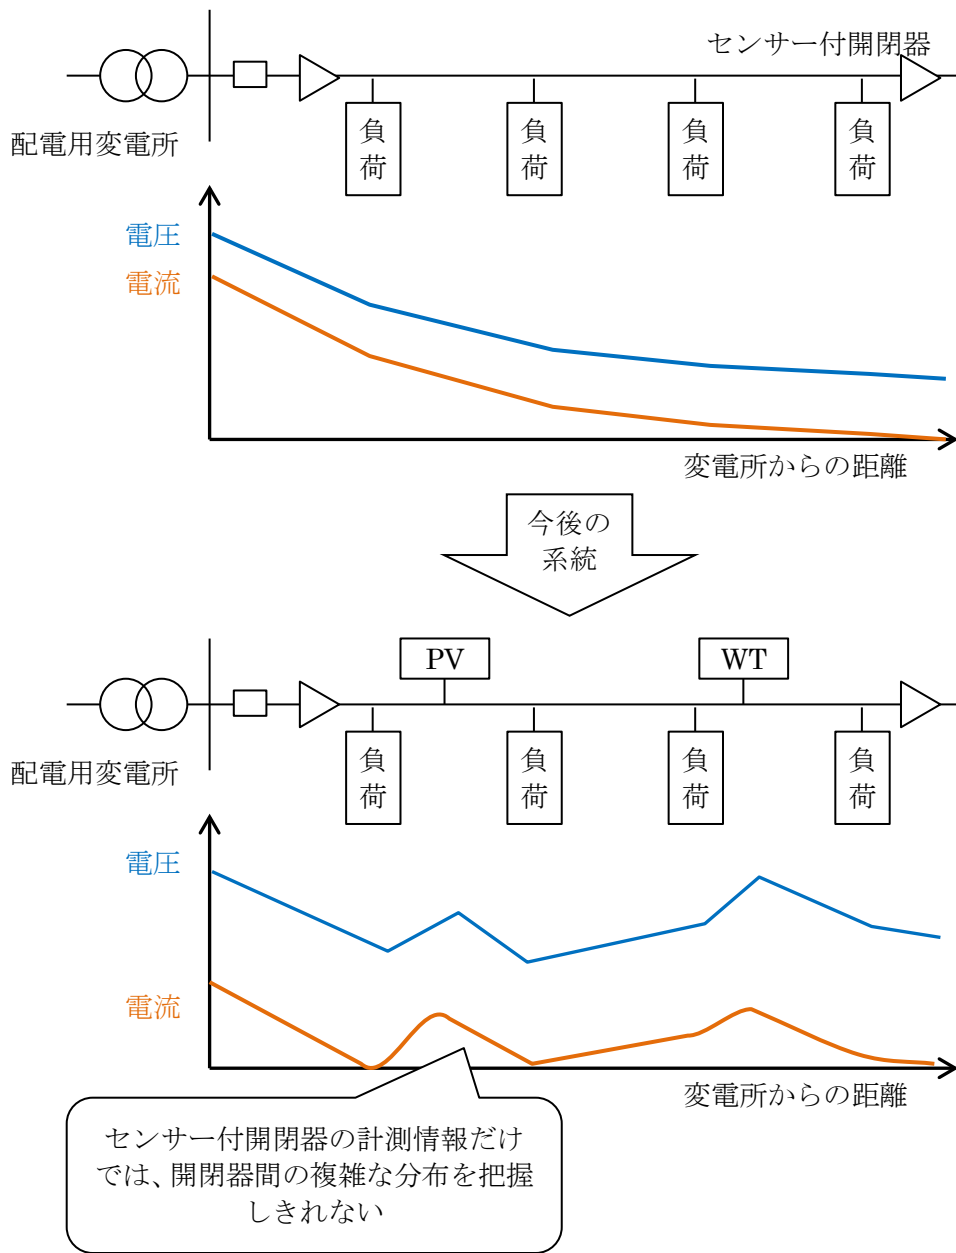 センサー付開閉器
配電用変電所
負荷
負荷
負荷
負荷
電圧
電流
変電所からの距離
今後の
系統
PV
WT
配電用変電所
負荷
負荷
負荷
負荷
電圧
電流
変電所からの距離
センサー付開閉器の計測情報だけ
では、開閉器間の複雑な分布を把握
しきれない